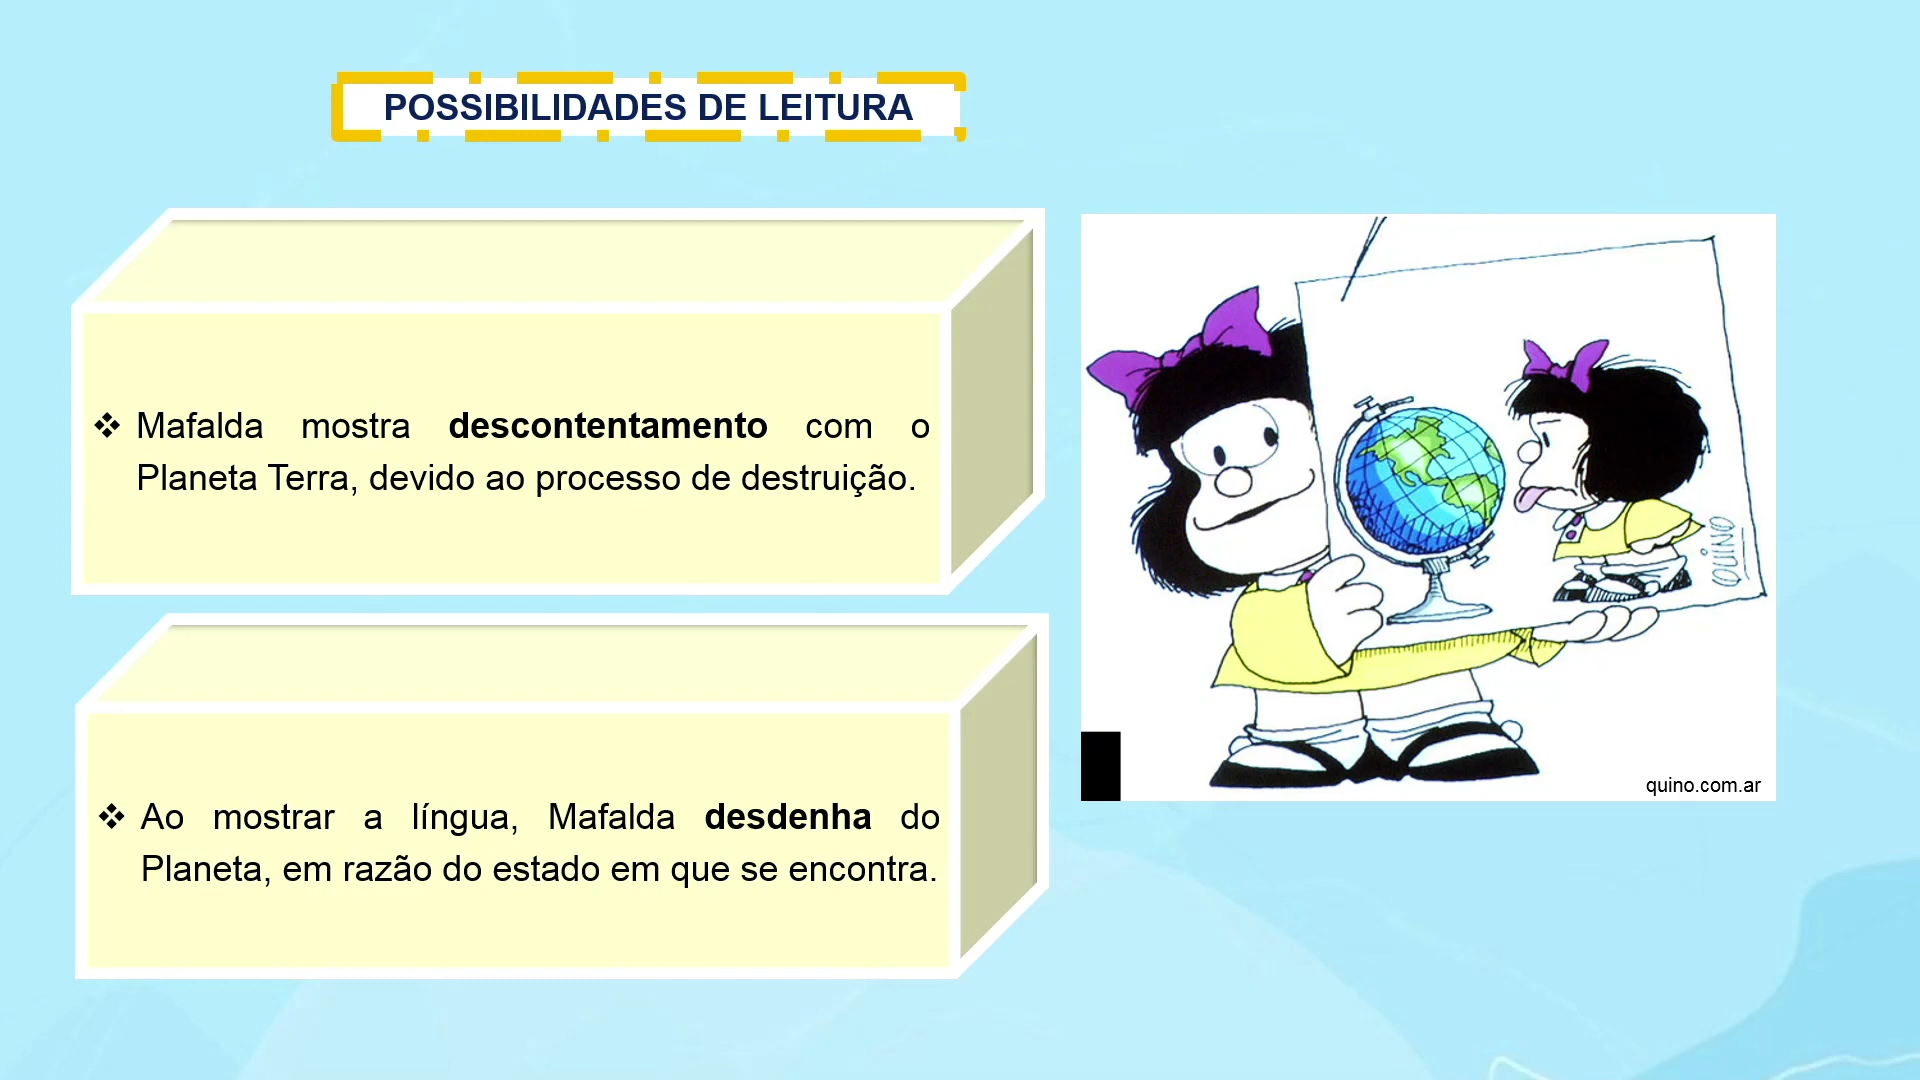 POSSIBILIDADES DE LEITURA
❖ Mafalda mostra descontentamento com o
Planeta Terra, devido ao processo de destruição.
❖ Ao mostrar a língua, Mafalda desdenha do
Planeta, em razão do estado em que se encontra.
QUINO
quino.com.ar